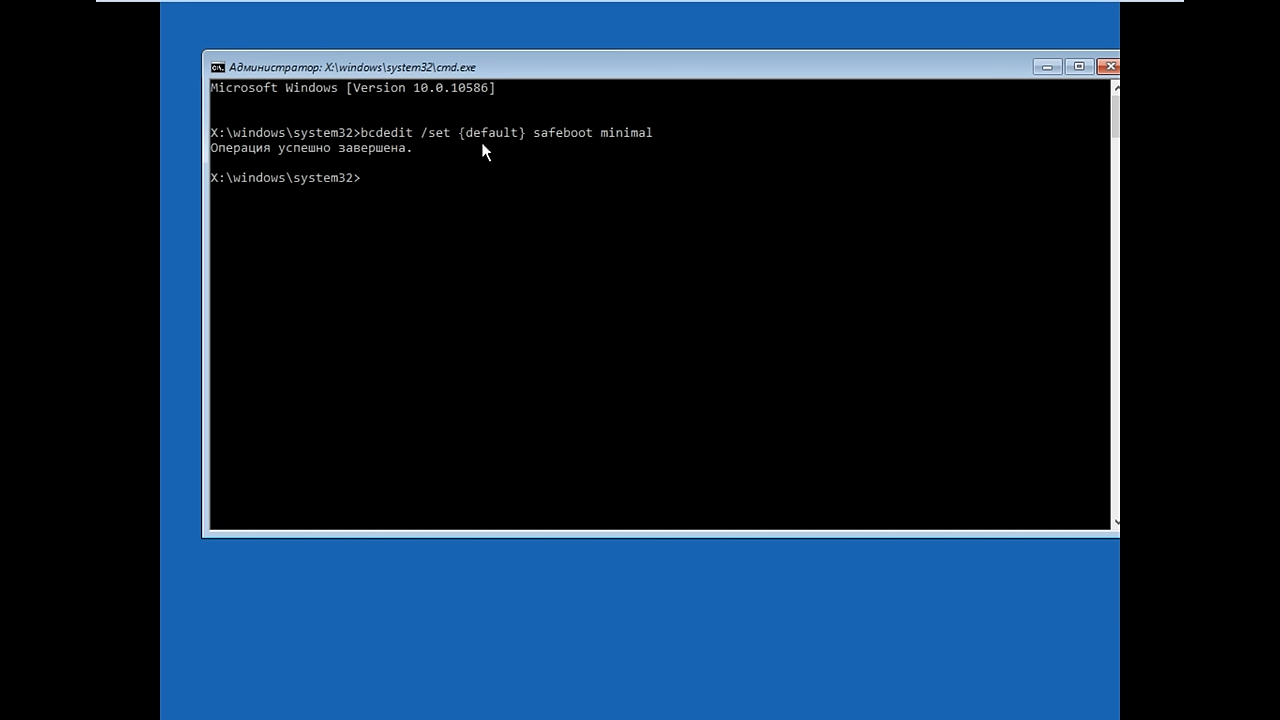 Администратор: X:\windows\system32\cmd.exe
Microsoft Windows [Version 10.0.10586]
X:\windows\system32>bcdedit /set {default} safeboot minimal
Операция успешно завершена.
X:\windows\system32>